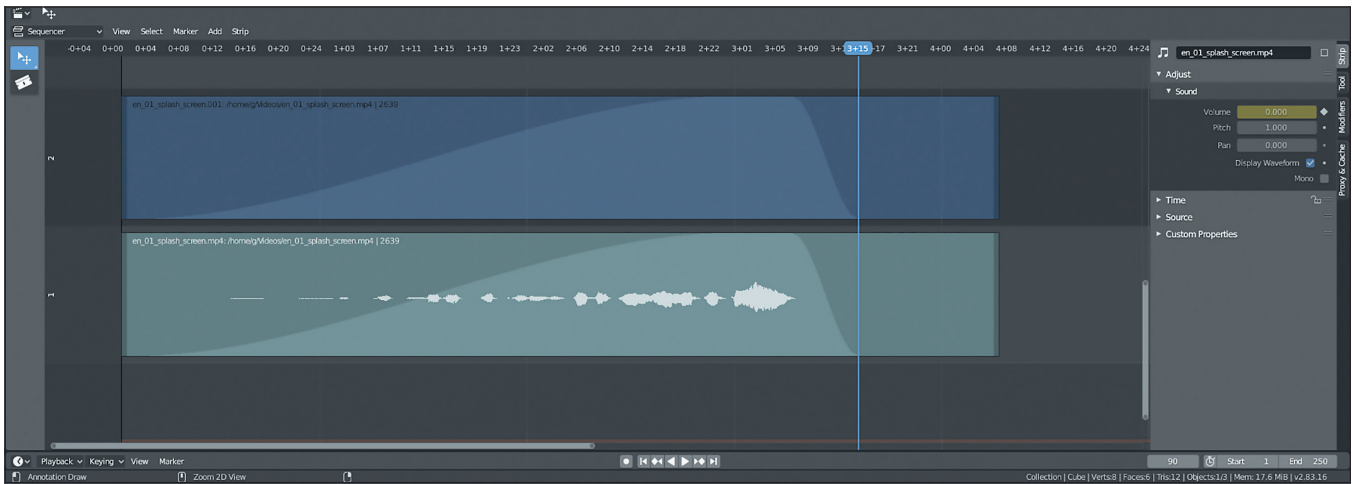 Sequencer View Select Marker Add Strip
-0+04 0+00 0+04 0+08 0+12 0+16 0+20 0+24 1+03 1+07 1+11 1+15 1+19 1+23 2+02 2+06 2+10 2+14 2+18 2+22 3+01 3+05 3+09 3+1 3+15 +17 3+21 4+00 4+04 4+08 4+12 4+16 4+20 4+24
en_01_splash_screen.mp4
Strip
Tool
Modifiers
Proxy & Cache
Adjust
Sound
Volume 0.000
Pitch 1.000
Pan 0.000
Display Waveform
Mono
Time
Source
Custom Properties
2
en_01_splash_screen.001: /home/g/Videos/en_01_splash_screen.mp4 | 2639
1
en_01_splash_screen.mp4: /home/g/Videos/en_01_splash_screen.mp4 | 2639
Playback Keying View Marker 90 Start 1 End 250
Annotation Draw Zoom 2D View Collection | Cube | Verts:8 | Faces:6 | Tris:12 | Objects:1/3 | Mem: 17.6 MiB | v2.83.16